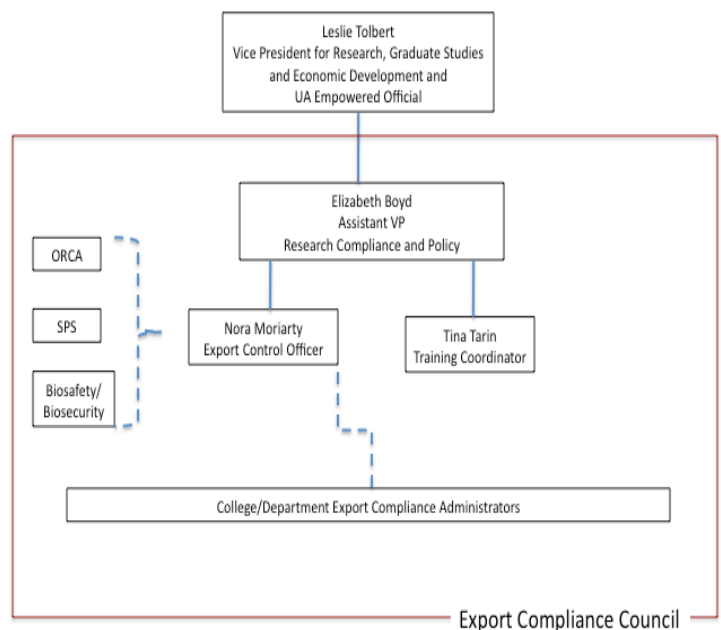 Leslie Tolbert
Vice President for Research, Graduate Studies
and Economic Development and
UA Empowered Official
Elizabeth Boyd
Assistant VP
Research Compliance and Policy
ORCA
SPS
Biosafety/
Biosecurity
Nora Moriarty
Export Control Officer
Tina Tarin
Training Coordinator
College/Department Export Compliance Administrators
Export Compliance Council